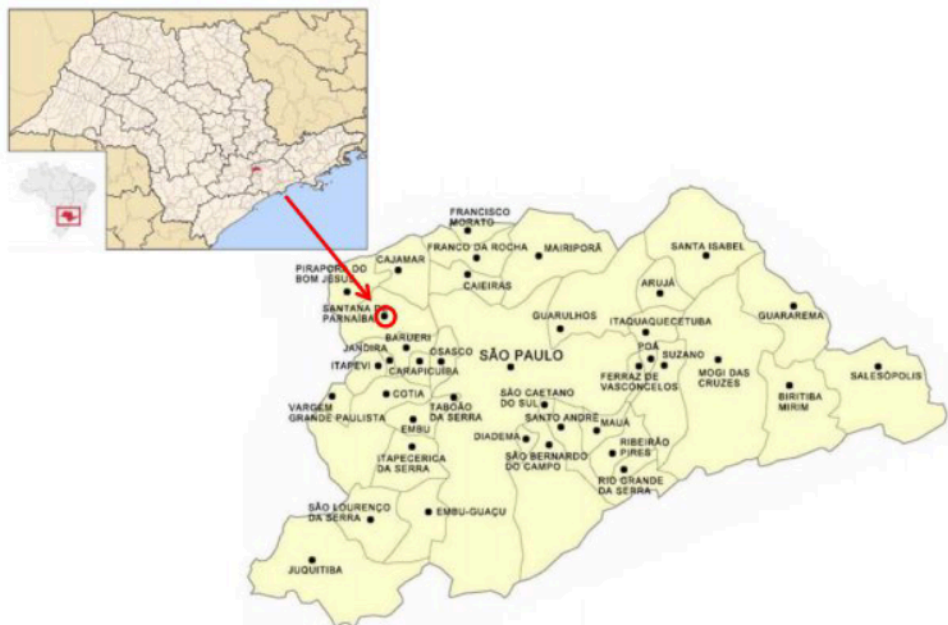 FRANCISCO
MORATO
FRANCO DA ROCHA
MAIRIPORÃ
SANTA ISABEL
CAJAMAR
PIRAPORA DO
BOM JESUS
CAIEIRAS
ARUJÁ
SANTANA DE
PARNAÍBA
GUARULHOS
ITAQUAQUECETUBA
GUARAREMA
BARUERI
JANDIRA
OSASCO
SÃO PAULO
POÁ
SUZANO
ITAPEVI
CARAPICUÍBA
FERRAZ DE
VASCONCELOS
MOGI DAS
CRUZES
SALESÓPOLIS
BIRITIBA
MIRIM
COTIA
SÃO CAETANO
DO SUL
VARGEM
GRANDE PAULISTA
TABOÃO
DA SERRA
SANTO ANDRÉ
MAUÁ
EMBU
DIADEMA
RIBEIRÃO
PIRES
SÃO BERNARDO
DO CAMPO
ITAPECERICA
DA SERRA
RIO GRANDE
DA SERRA
SÃO LOURENÇO
DA SERRA
EMBU-GUAÇU
JUQUITIBA